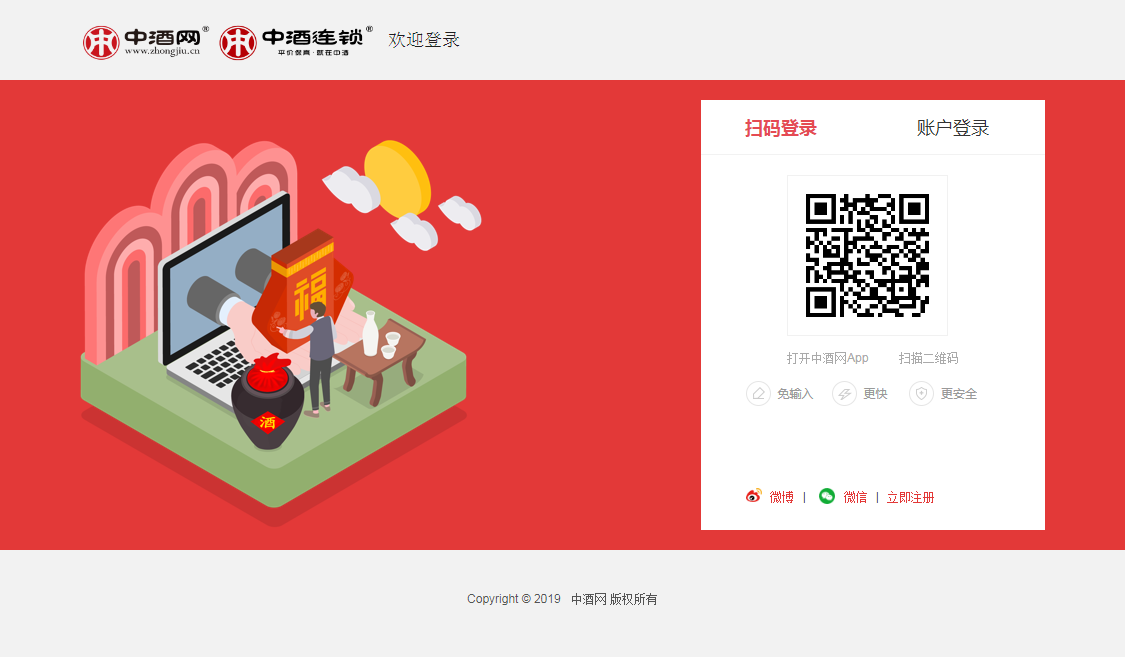 中酒网® 中酒连锁® 欢迎登录
www.zhongjiu.cn 平价保真·就在中酒
扫码登录 账户登录
福
酒
打开中酒网App 扫描二维码
免输入 更快 更安全
微博 | 微信 | 立即注册
Copyright © 2019 中酒网 版权所有